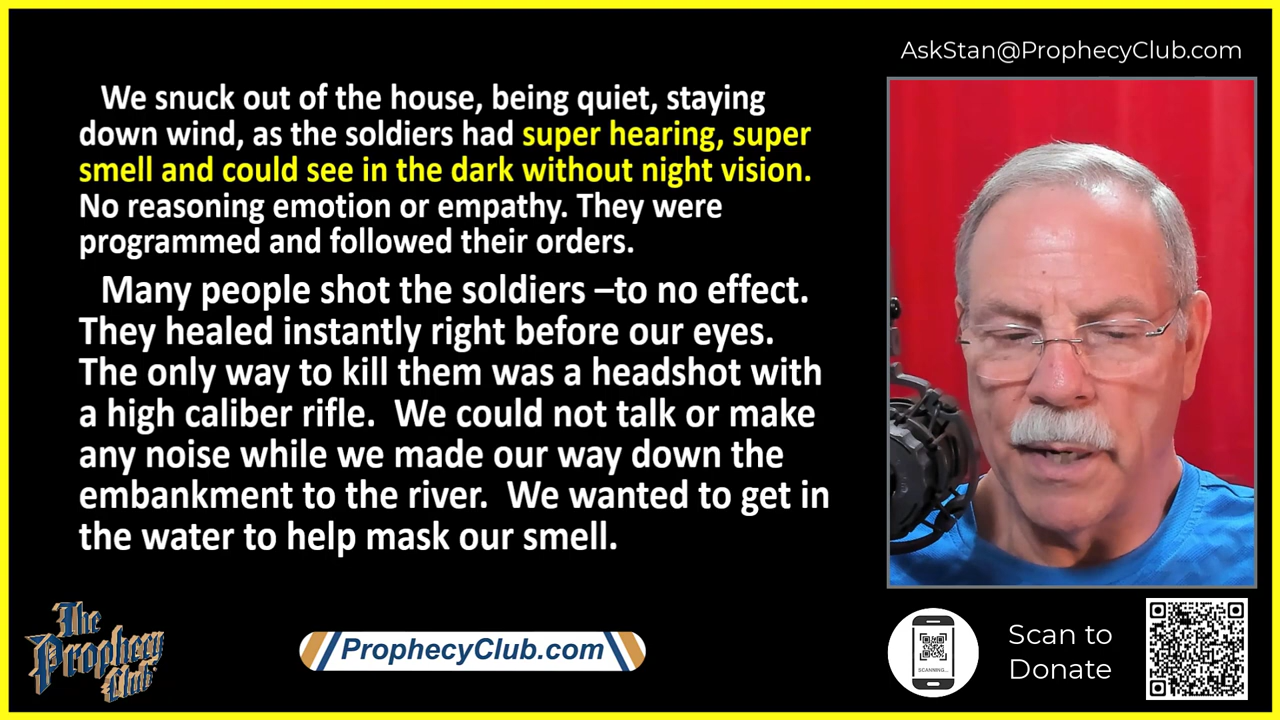 AskStan@ProphecyClub.com
We snuck out of the house, being quiet, staying
down wind, as the soldiers had super hearing, super
smell and could see in the dark without night vision.
No reasoning emotion or empathy. They were
programmed and followed their orders.
Many people shot the soldiers –to no effect.
They healed instantly right before our eyes.
The only way to kill them was a headshot with
a high caliber rifle.  We could not talk or make
any noise while we made our way down the
embankment to the river.  We wanted to get in
the water to help mask our smell.
The
Prophecy
Club
ProphecyClub.com
SCANNING...
Scan to
Donate